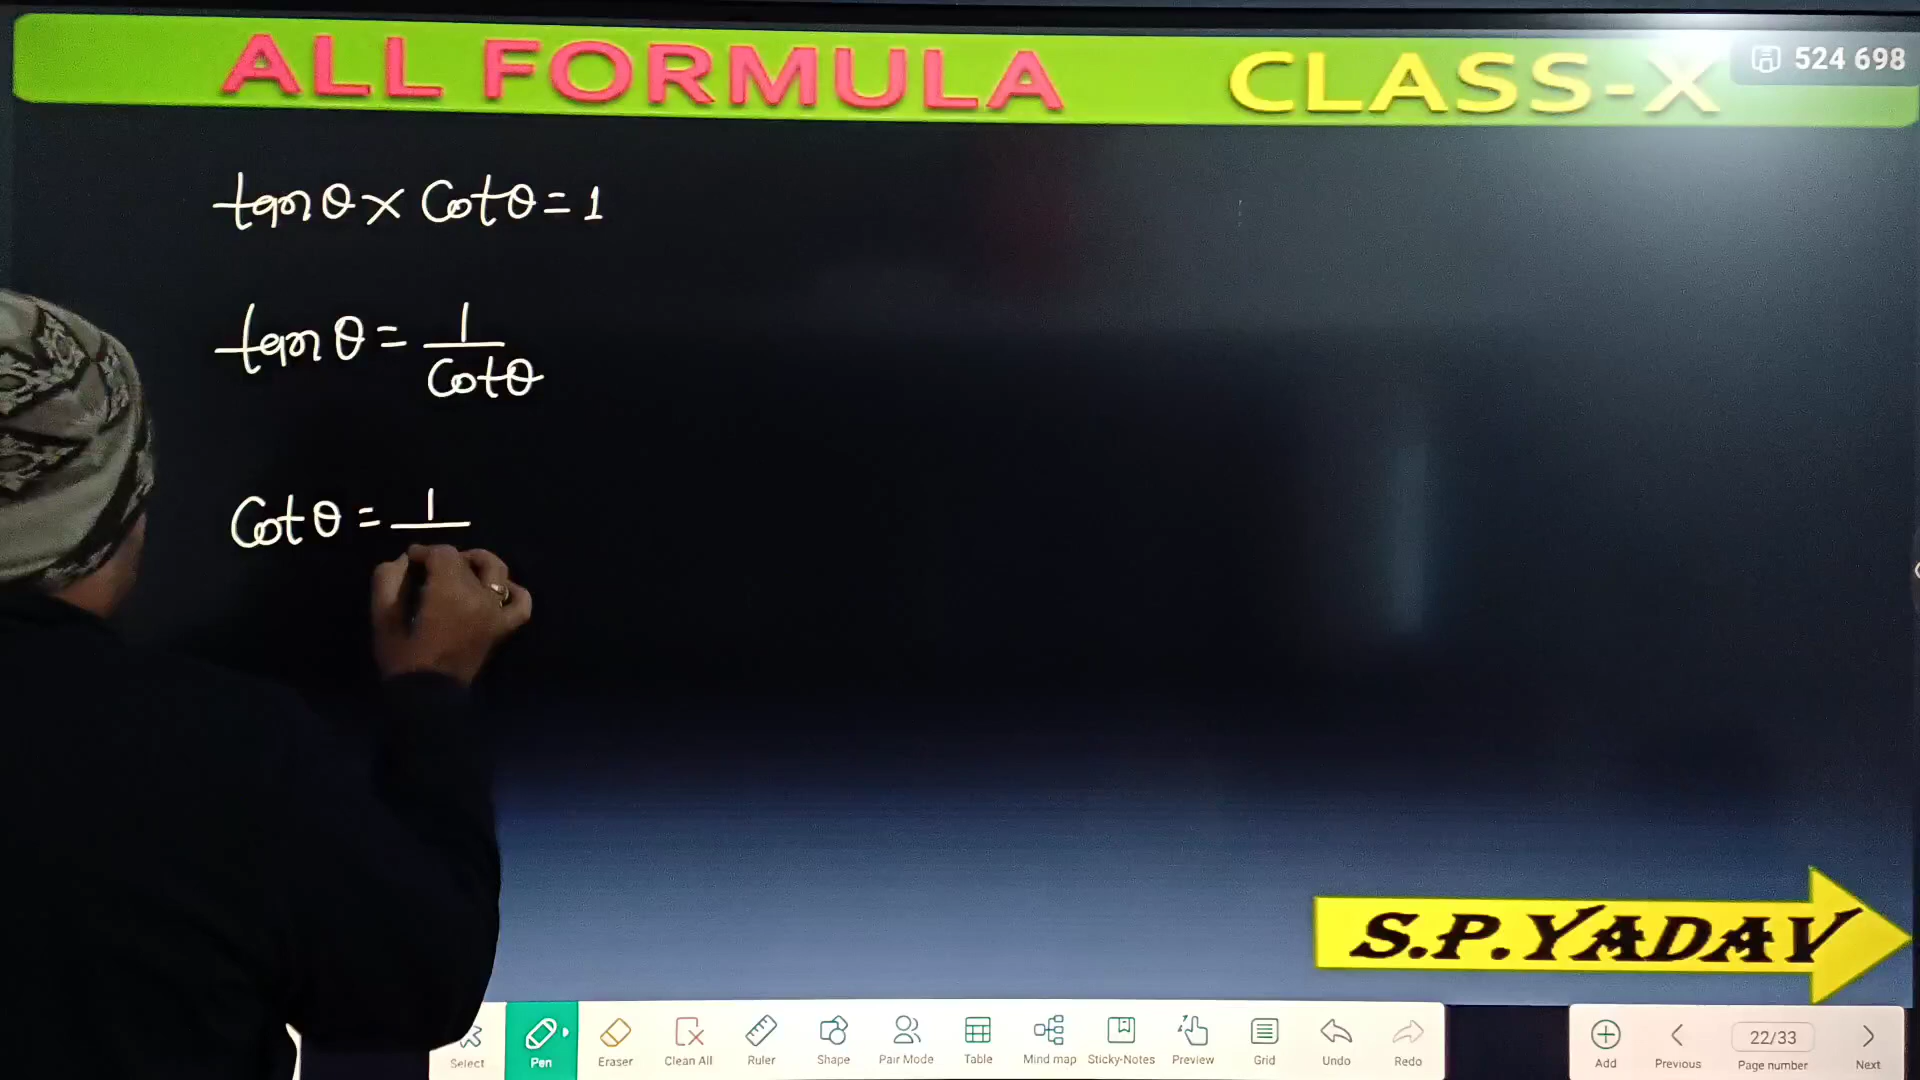 ALL FORMULA CLASS-X
524 698
tanθ × Cotθ = 1
tanθ = 1/Cotθ
Cotθ = 1/
S.P.YADAV
Select Pen Eraser Clean All Ruler Shape Pair Mode Table Mind map Sticky-Notes Preview Grid Undo Redo
Add Previous 22/33 Page number Next